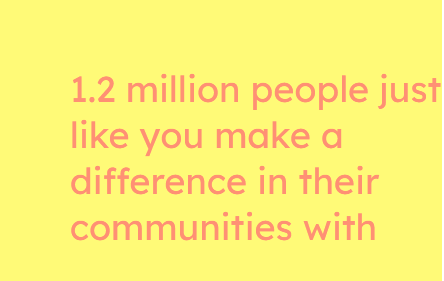 1.2 million people just
like you make a
difference in their
communities with